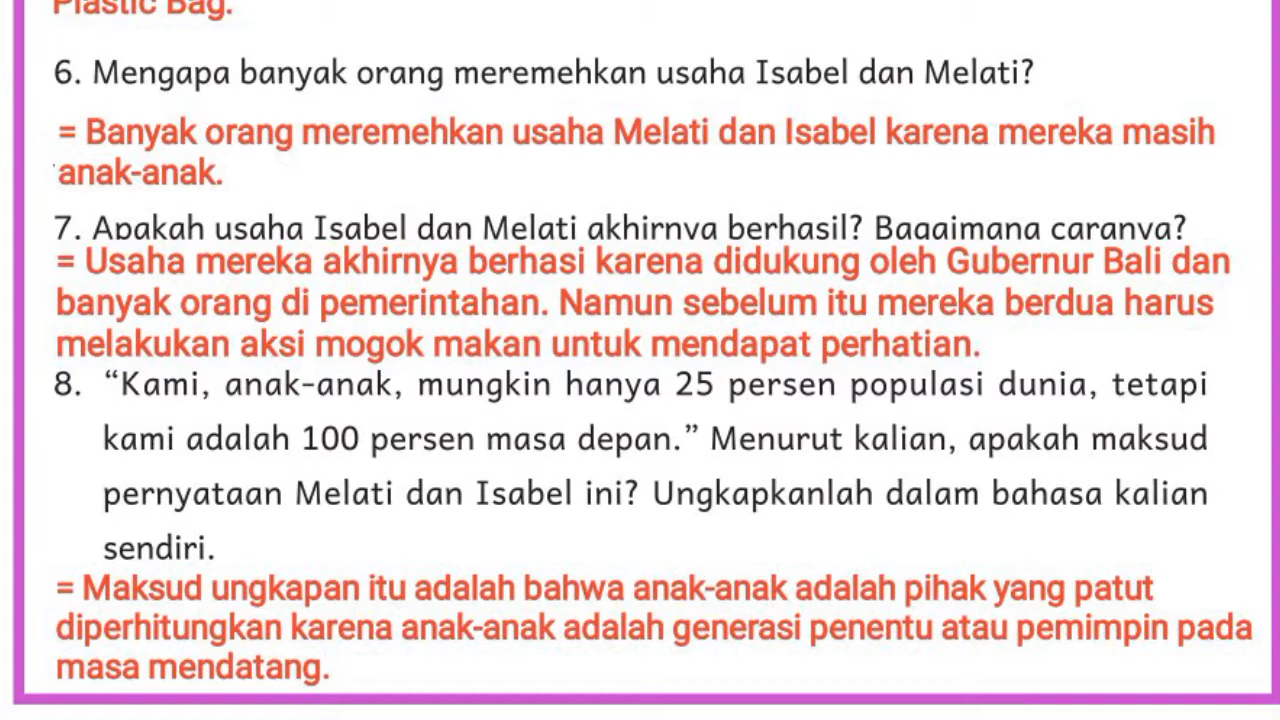 Plastic Bag.
6. Mengapa banyak orang meremehkan usaha Isabel dan Melati?
= Banyak orang meremehkan usaha Melati dan Isabel karena mereka masih
anak-anak.
7. Apakah usaha Isabel dan Melati akhirnya berhasil? Bagaimana caranya?
= Usaha mereka akhirnya berhasi karena didukung oleh Gubernur Bali dan
banyak orang di pemerintahan. Namun sebelum itu mereka berdua harus
melakukan aksi mogok makan untuk mendapat perhatian.
8. “Kami, anak-anak, mungkin hanya 25 persen populasi dunia, tetapi
kami adalah 100 persen masa depan.” Menurut kalian, apakah maksud
pernyataan Melati dan Isabel ini? Ungkapkanlah dalam bahasa kalian
sendiri.
= Maksud ungkapan itu adalah bahwa anak-anak adalah pihak yang patut
diperhitungkan karena anak-anak adalah generasi penentu atau pemimpin pada
masa mendatang.